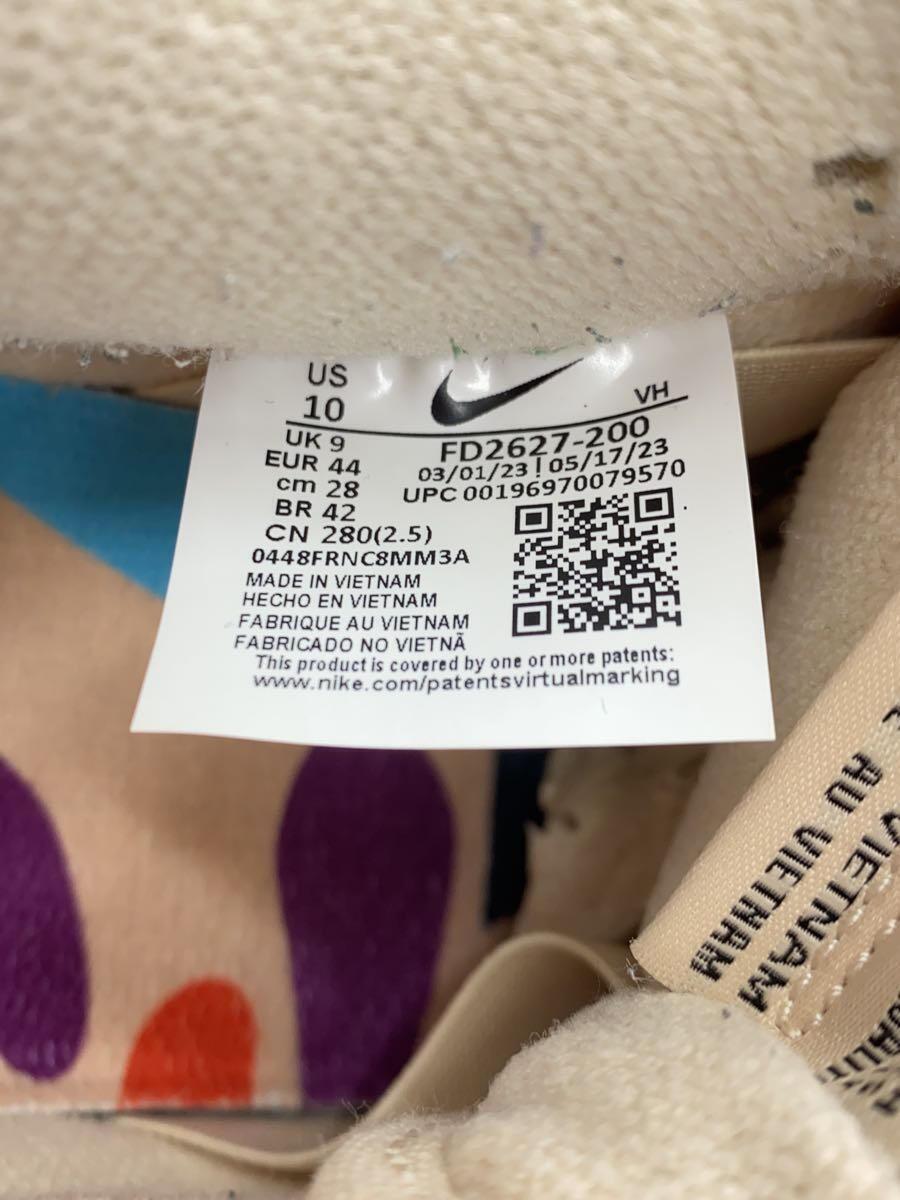 US
10
VH
UK 9
FD2627-200
EUR 44
03/01/23 | 05/17/23
cm 28
UPC 00196970079570
BR 42
CN 280(2.5)
0448FRNC8MM3A
MADE IN VIETNAM
HECHO EN VIETNAM
FABRIQUE AU VIETNAM
FABRICADO NO VIETNÃ
This product is covered by one or more patents:
www.nike.com/patentsvirtualmarking
AU VIETNAM
VIETNAM